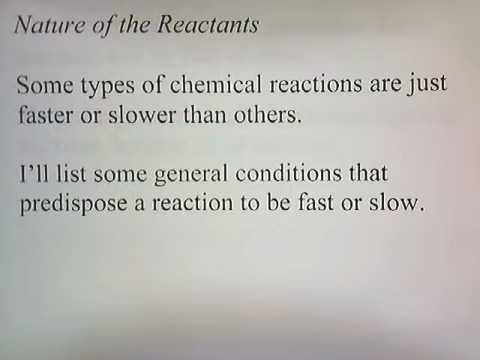 Nature of the Reactants
Some types of chemical reactions are just
faster or slower than others.
I'll list some general conditions that
predispose a reaction to be fast or slow.